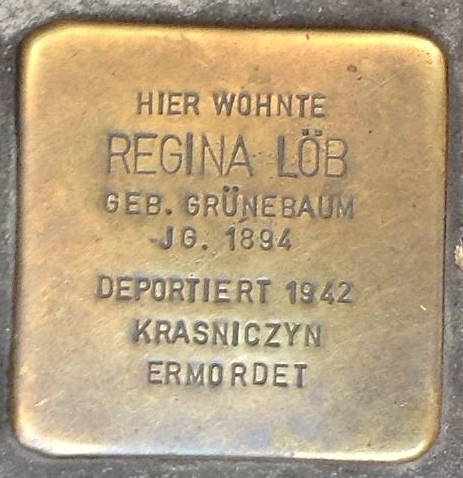 HIER WOHNTE
REGINA LÖB
GEB. GRÜNEBAUM
JG. 1894
DEPORTIERT 1942
KRASNICZYN
ERMORDET